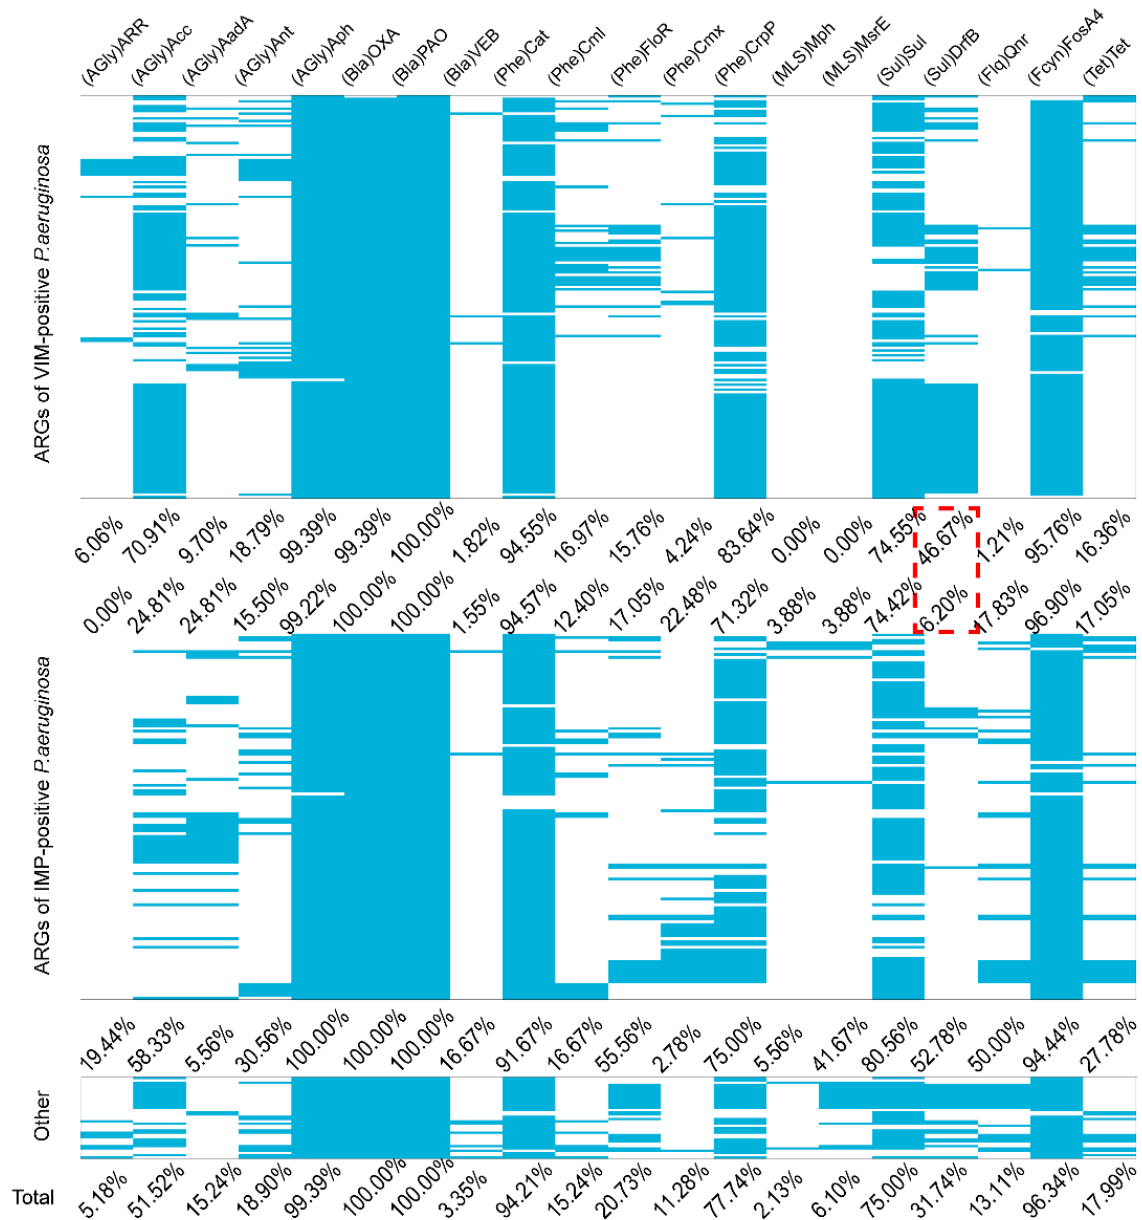 (AGly)ARR (AGly)Acc (AGly)AadA (AGly)Ant (AGly)Aph (Bla)OXA (Bla)PAO (Bla)VEB (Phe)Cat (Phe)Cml (Phe)FloR (Phe)Cmx (Phe)CrpP (MLS)Mph (MLS)MsrE (Sul)Sul (Sul)DrfB (Flq)Qnr (Fcyn)FosA4 (Tet)Tet
ARGs of VIM-positive P.aeruginosa
6.06% 70.91% 9.70% 18.79% 99.39% 99.39% 100.00% 1.82% 94.55% 16.97% 15.76% 4.24% 83.64% 0.00% 0.00% 74.55% 46.67% 1.21% 95.76% 16.36%
0.00% 24.81% 24.81% 15.50% 99.22% 100.00% 100.00% 1.55% 94.57% 12.40% 17.05% 22.48% 71.32% 3.88% 3.88% 74.42% 6.20% 17.83% 96.90% 17.05%
ARGs of IMP-positive P.aeruginosa
19.44% 58.33% 5.56% 30.56% 100.00% 100.00% 100.00% 16.67% 91.67% 16.67% 55.56% 2.78% 75.00% 5.56% 41.67% 80.56% 52.78% 50.00% 94.44% 27.78%
Other
Total 5.18% 51.52% 15.24% 18.90% 99.39% 100.00% 100.00% 3.35% 94.21% 15.24% 20.73% 11.28% 77.74% 2.13% 6.10% 75.00% 31.74% 13.11% 96.34% 17.99%